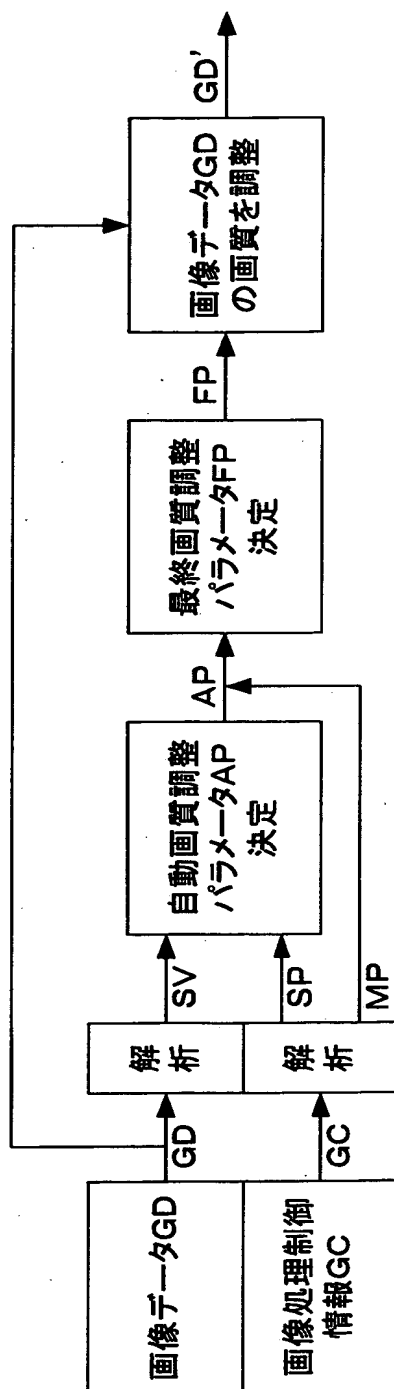 画像データGD
画像処理制御
情報GC
GD
GC
解析
解析
SV
SP
MP
自動画質調整
パラメータAP
決定
AP
最終画質調整
パラメータFP
決定
FP
画像データGD
の画質を調整
GD'